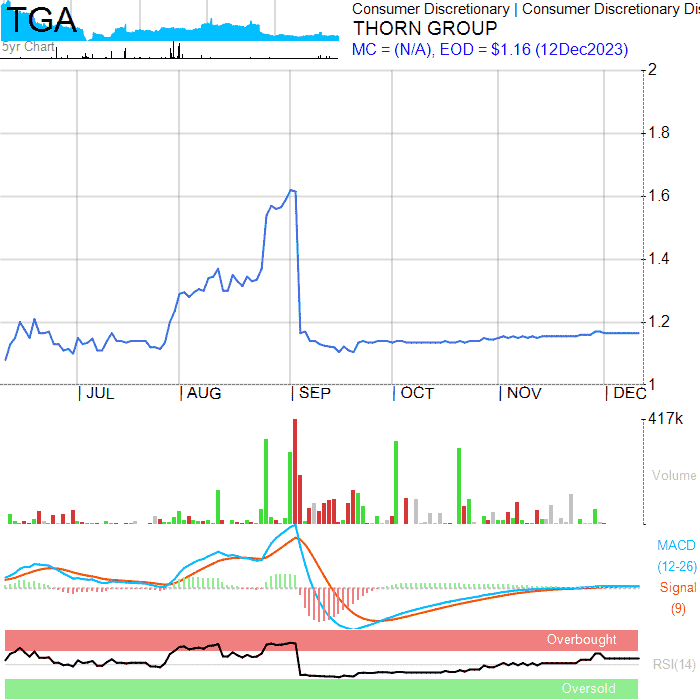 TGA
5yr Chart
Consumer Discretionary | Consumer Discretionary Dis
THORN GROUP
MC = (N/A), EOD = $1.16 (12Dec2023)
2
1.8
1.6
1.4
1.2
1
| JUL | AUG | SEP | OCT | NOV | DEC
417k
Volume
MACD
(12-26)
Signal
(9)
Overbought
RSI(14)
Oversold